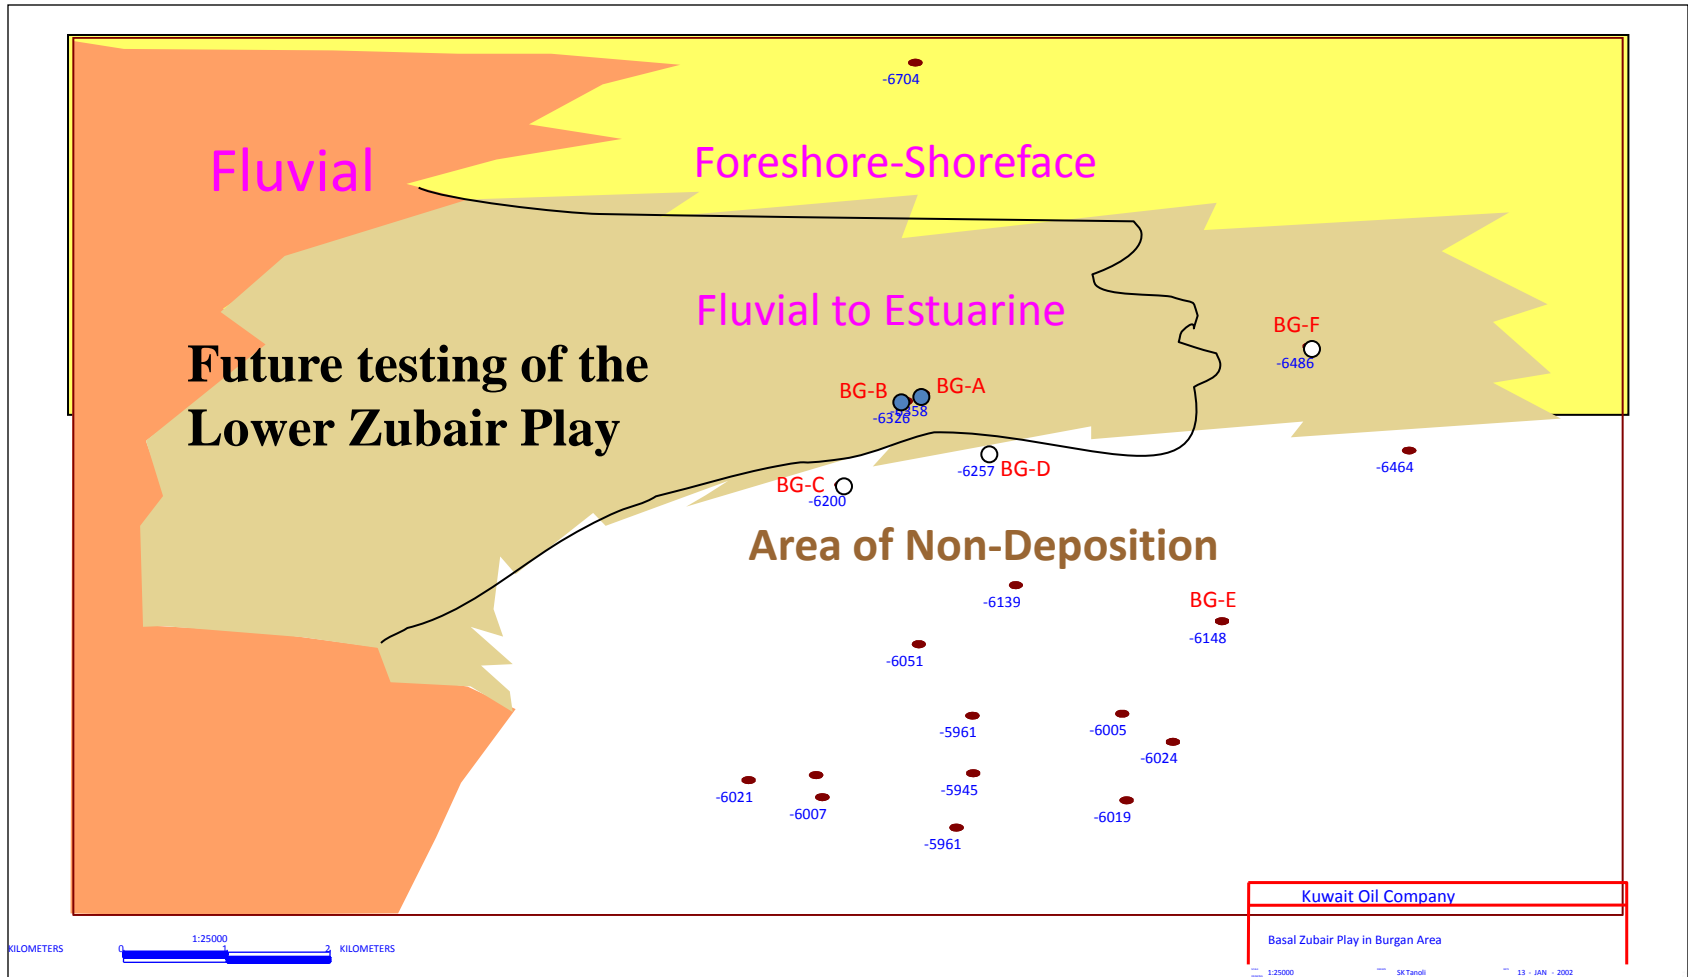 -6704
Fluvial
Foreshore-Shoreface
Fluvial to Estuarine
BG-F
-6486
Future testing of the
Lower Zubair Play
BG-B
BG-A
-6326
-6358
-6257
BG-D
-6464
BG-C
-6200
Area of Non-Deposition
-6139
BG-E
-6148
-6051
-5961
-6005
-6024
-6021
-6007
-5945
-6019
-5961
Kuwait Oil Company
1:25000
KILOMETERS 0 1 2 KILOMETERS
Basal Zubair Play in Burgan Area
1:25000 SK Tanoli 13 - JAN - 2002